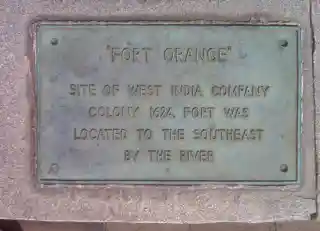 "FORT ORANGE"
SITE OF WEST INDIA COMPANY
COLONY 1624. FORT WAS
LOCATED TO THE SOUTHEAST
BY THE RIVER